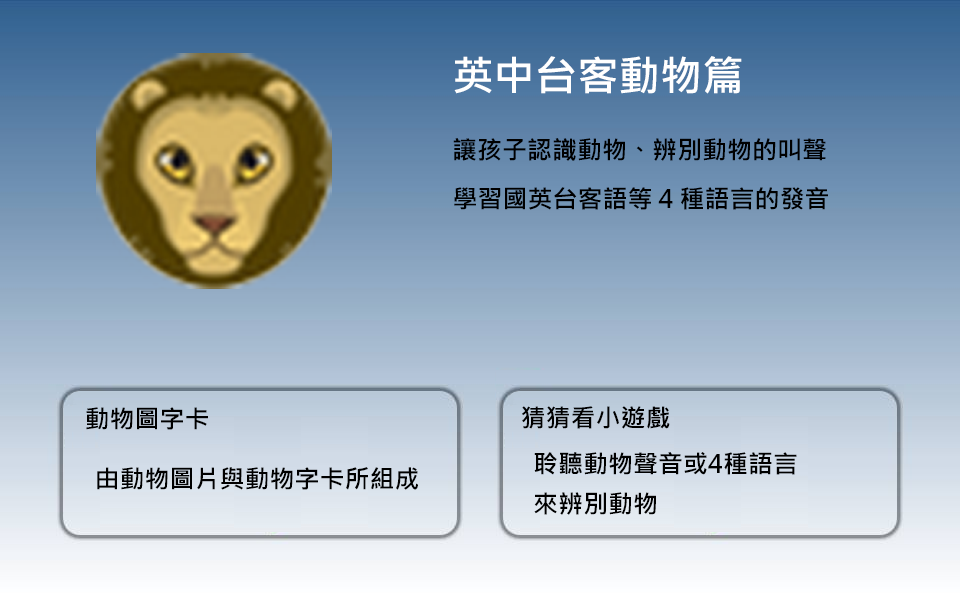 英中台客動物篇
讓孩子認識動物、辨別動物的叫聲
學習國英台客語等 4 種語言的發音
動物圖字卡
由動物圖片與動物字卡所組成
猜猜看小遊戲
聆聽動物聲音或4種語言
來辨別動物